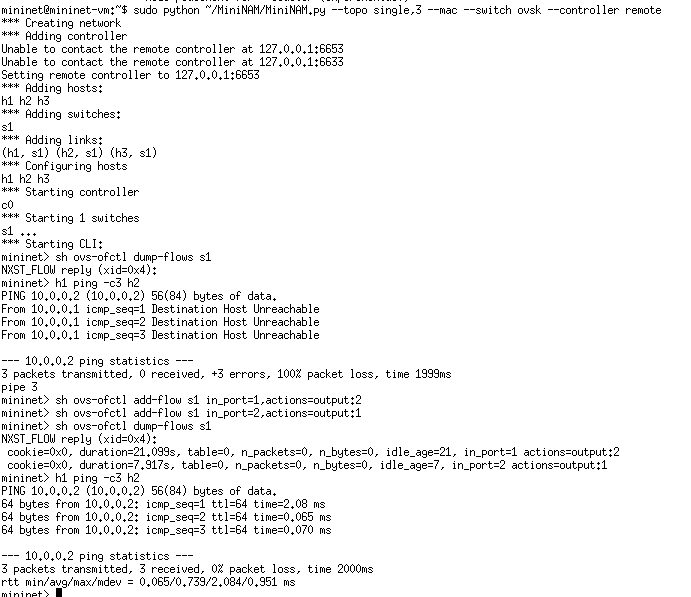 mininet@mininet-vm:~$ sudo python ~/MiniNAM/MiniNAM.py --topo single,3 --mac --switch ovsk --controller remote
*** Creating network
*** Adding controller
Unable to contact the remote controller at 127.0.0.1:6653
Unable to contact the remote controller at 127.0.0.1:6633
Setting remote controller to 127.0.0.1:6653
*** Adding hosts:
h1 h2 h3
*** Adding switches:
s1
*** Adding links:
(h1, s1) (h2, s1) (h3, s1)
*** Configuring hosts
h1 h2 h3
*** Starting controller
c0
*** Starting 1 switches
s1 ...
*** Starting CLI:
mininet> sh ovs-ofctl dump-flows s1
NXST_FLOW reply (xid=0x4):
mininet> h1 ping -c3 h2
PING 10.0.0.2 (10.0.0.2) 56(84) bytes of data.
From 10.0.0.1 icmp_seq=1 Destination Host Unreachable
From 10.0.0.1 icmp_seq=2 Destination Host Unreachable
From 10.0.0.1 icmp_seq=3 Destination Host Unreachable

--- 10.0.0.2 ping statistics ---
3 packets transmitted, 0 received, +3 errors, 100% packet loss, time 1999ms
pipe 3
mininet> sh ovs-ofctl add-flow s1 in_port=1,actions=output:2
mininet> sh ovs-ofctl add-flow s1 in_port=2,actions=output:1
mininet> sh ovs-ofctl dump-flows s1
NXST_FLOW reply (xid=0x4):
 cookie=0x0, duration=21.099s, table=0, n_packets=0, n_bytes=0, idle_age=21, in_port=1 actions=output:2
 cookie=0x0, duration=7.917s, table=0, n_packets=0, n_bytes=0, idle_age=7, in_port=2 actions=output:1
mininet> h1 ping -c3 h2
PING 10.0.0.2 (10.0.0.2) 56(84) bytes of data.
64 bytes from 10.0.0.2: icmp_seq=1 ttl=64 time=2.08 ms
64 bytes from 10.0.0.2: icmp_seq=2 ttl=64 time=0.065 ms
64 bytes from 10.0.0.2: icmp_seq=3 ttl=64 time=0.070 ms

--- 10.0.0.2 ping statistics ---
3 packets transmitted, 3 received, 0% packet loss, time 2000ms
rtt min/avg/max/mdev = 0.065/0.739/2.084/0.951 ms
mininet>